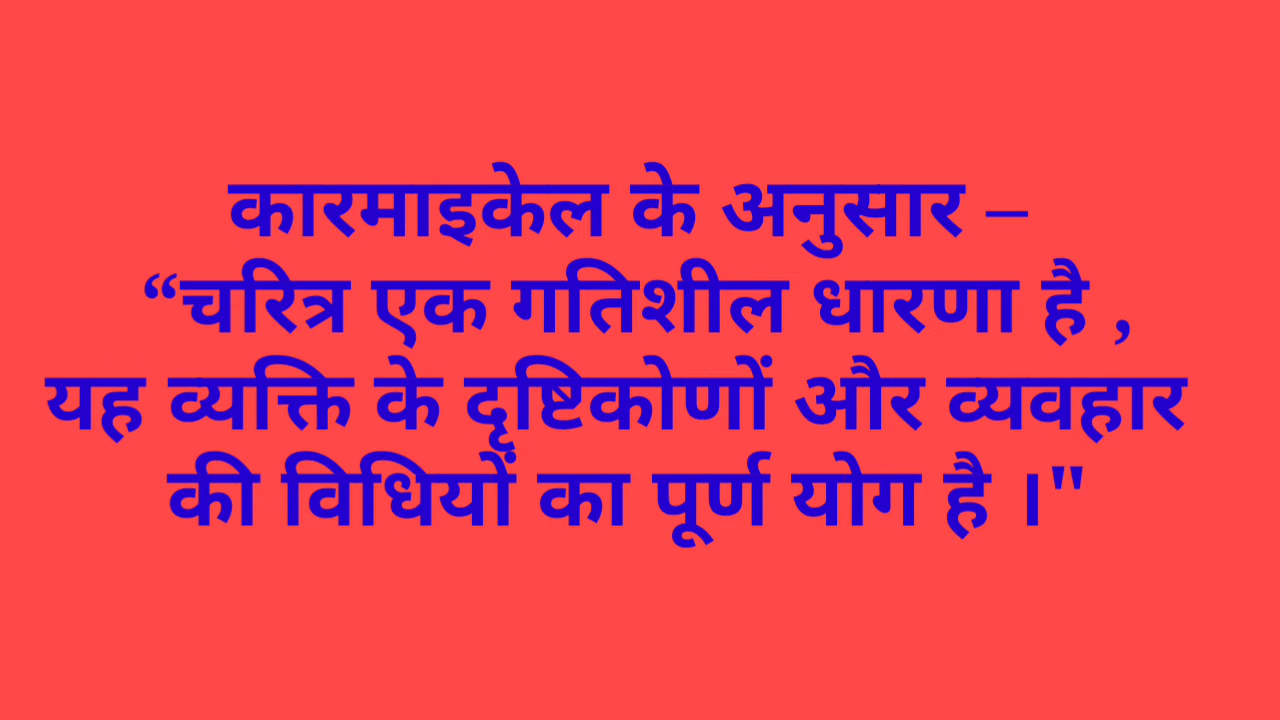 कारमाइकेल के अनुसार –
“चरित्र एक गतिशील धारणा है ,
यह व्यक्ति के दृष्टिकोणों और व्यवहार
की विधियों का पूर्ण योग है ।"